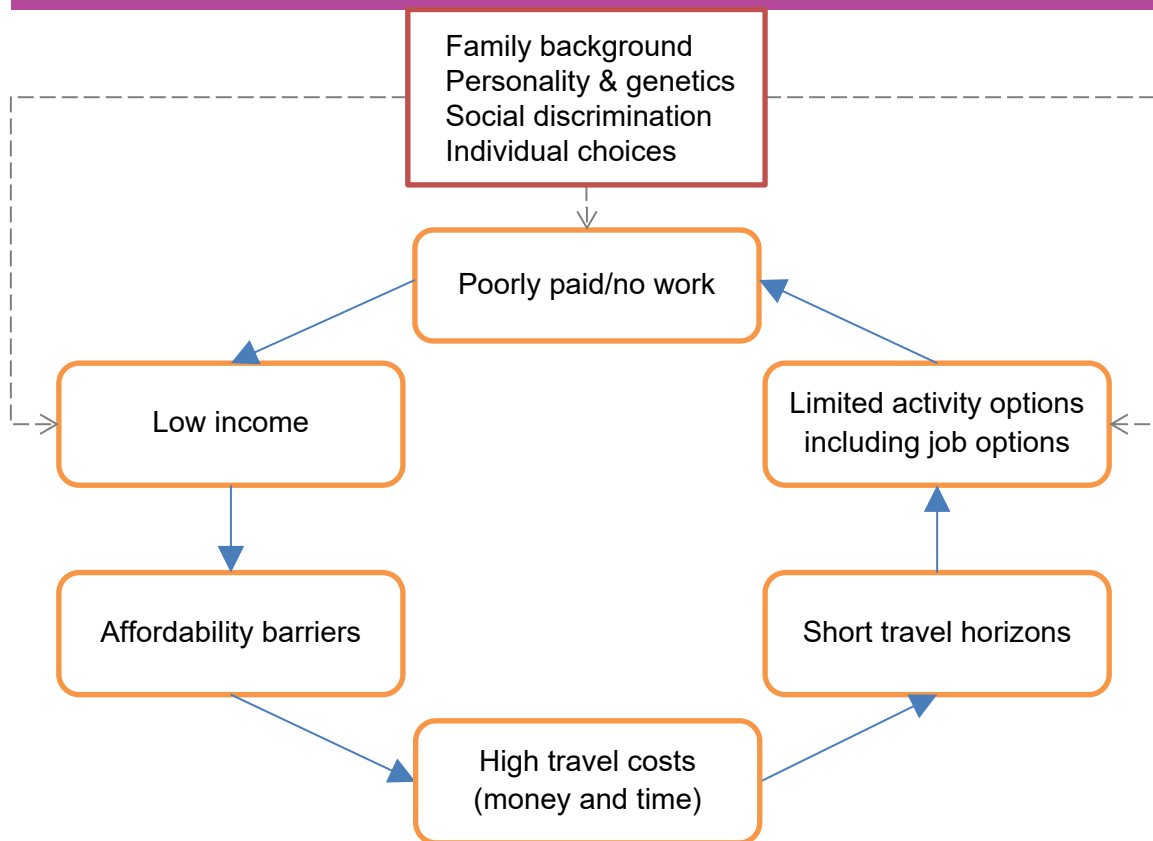 Family background
Personality & genetics
Social discrimination
Individual choices
Poorly paid/no work
Low income
Limited activity options
including job options
Affordability barriers
Short travel horizons
High travel costs
(money and time)